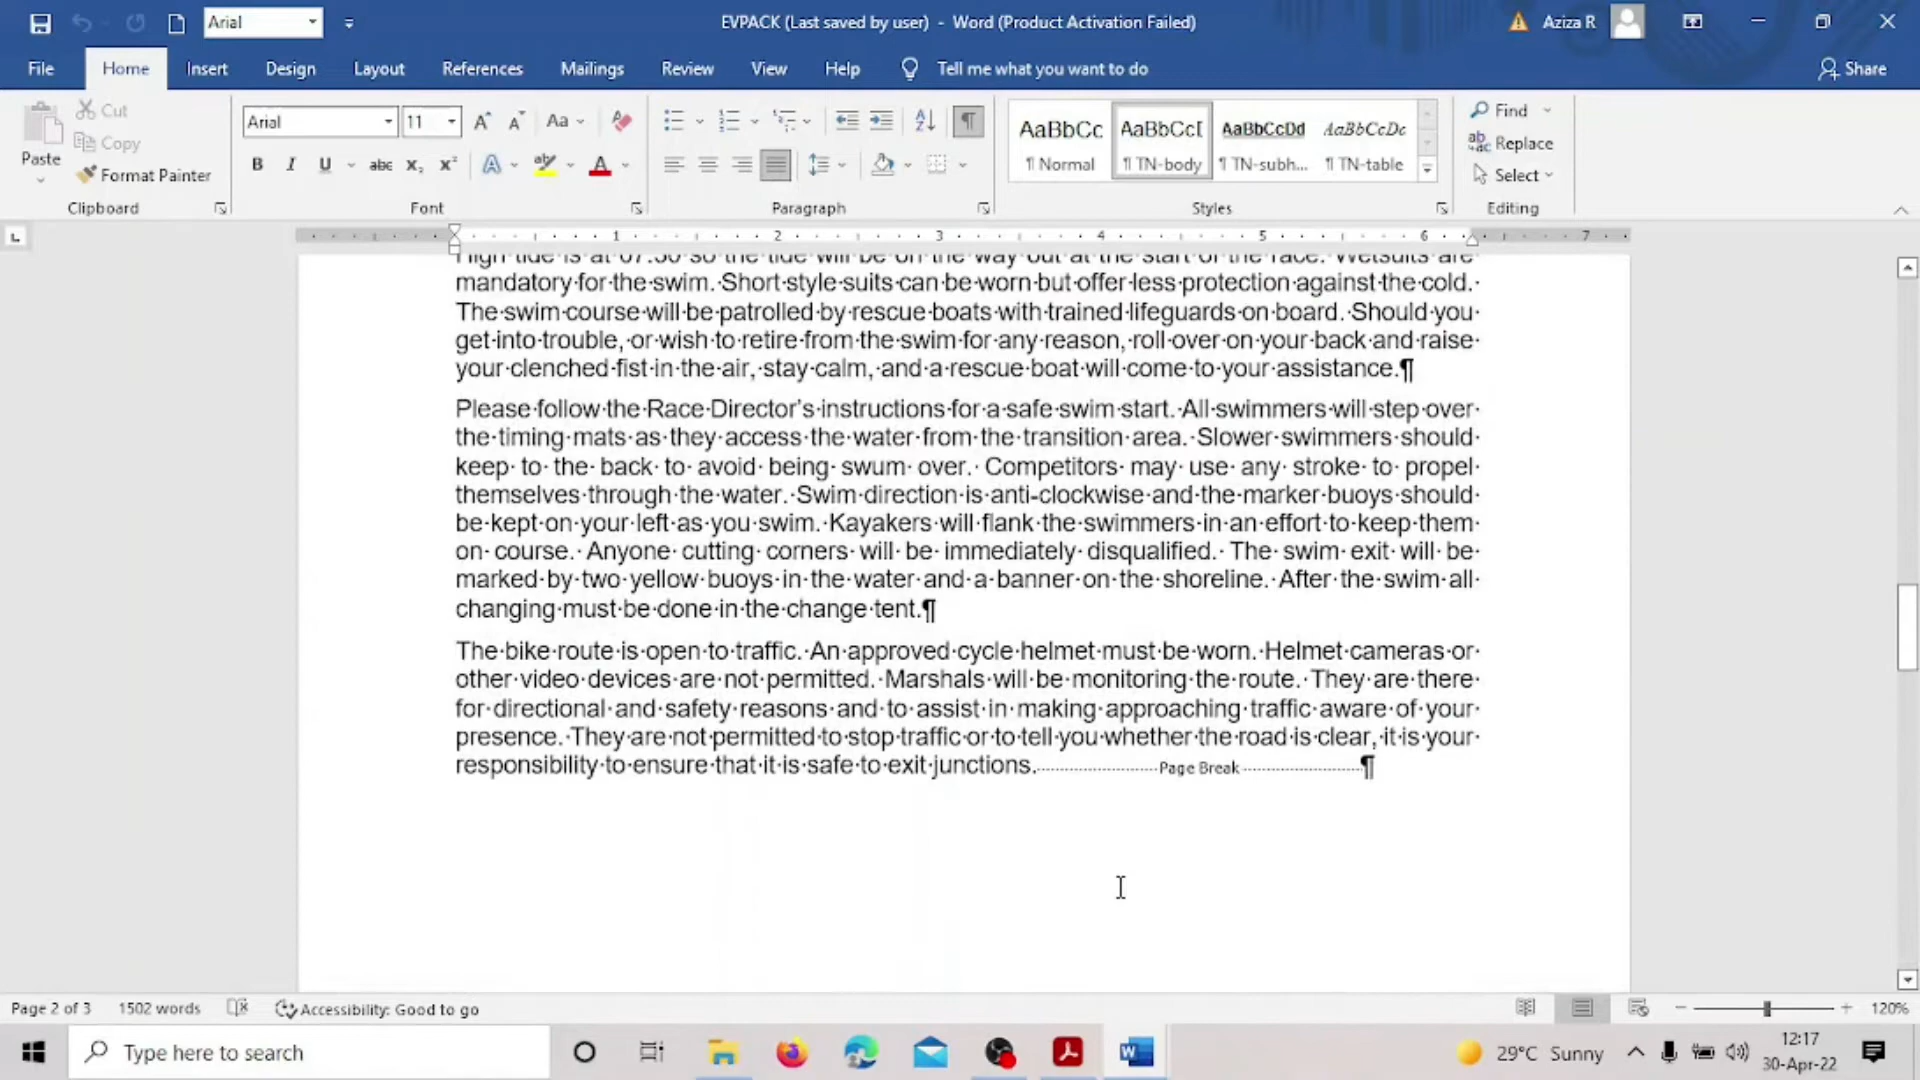 Arial
EVPACK (Last saved by user) - Word (Product Activation Failed)
Aziza R
File Home Insert Design Layout References Mailings Review View Help Tell me what you want to do
Share
Paste
Cut
Copy
Format Painter
Clipboard
Arial 11
Font
Paragraph
AaBbCc AaBbCcI AaBbCcDd AaBbCcDc
¶ Normal ¶ TN-body ¶ TN-subh... ¶ TN-table
Styles
Find
Replace
Select
Editing
1 2 3 4 5 6 7
High tide is at 07:30 so the tide will be on the way out at the start of the race. Wetsuits are
mandatory for the swim. Short style suits can be worn but offer less protection against the cold.
The swim course will be patrolled by rescue boats with trained lifeguards on board. Should you
get into trouble, or wish to retire from the swim for any reason, roll over on your back and raise
your clenched fist in the air, stay calm, and a rescue boat will come to your assistance.¶
Please follow the Race Director's instructions for a safe swim start. All swimmers will step over
the timing mats as they access the water from the transition area. Slower swimmers should
keep to the back to avoid being swum over. Competitors may use any stroke to propel
themselves through the water. Swim direction is anti-clockwise and the marker buoys should
be kept on your left as you swim. Kayakers will flank the swimmers in an effort to keep them
on course. Anyone cutting corners will be immediately disqualified. The swim exit will be
marked by two yellow buoys in the water and a banner on the shoreline. After the swim all
changing must be done in the change tent.¶
The bike route is open to traffic. An approved cycle helmet must be worn. Helmet cameras or
other video devices are not permitted. Marshals will be monitoring the route. They are there
for directional and safety reasons and to assist in making approaching traffic aware of your
presence. They are not permitted to stop traffic or to tell you whether the road is clear, it is your
responsibility to ensure that it is safe to exit junctions. Page Break ¶
Page 2 of 3 1502 words Accessibility: Good to go
120%
Type here to search
29°C Sunny
12:17
30-Apr-22